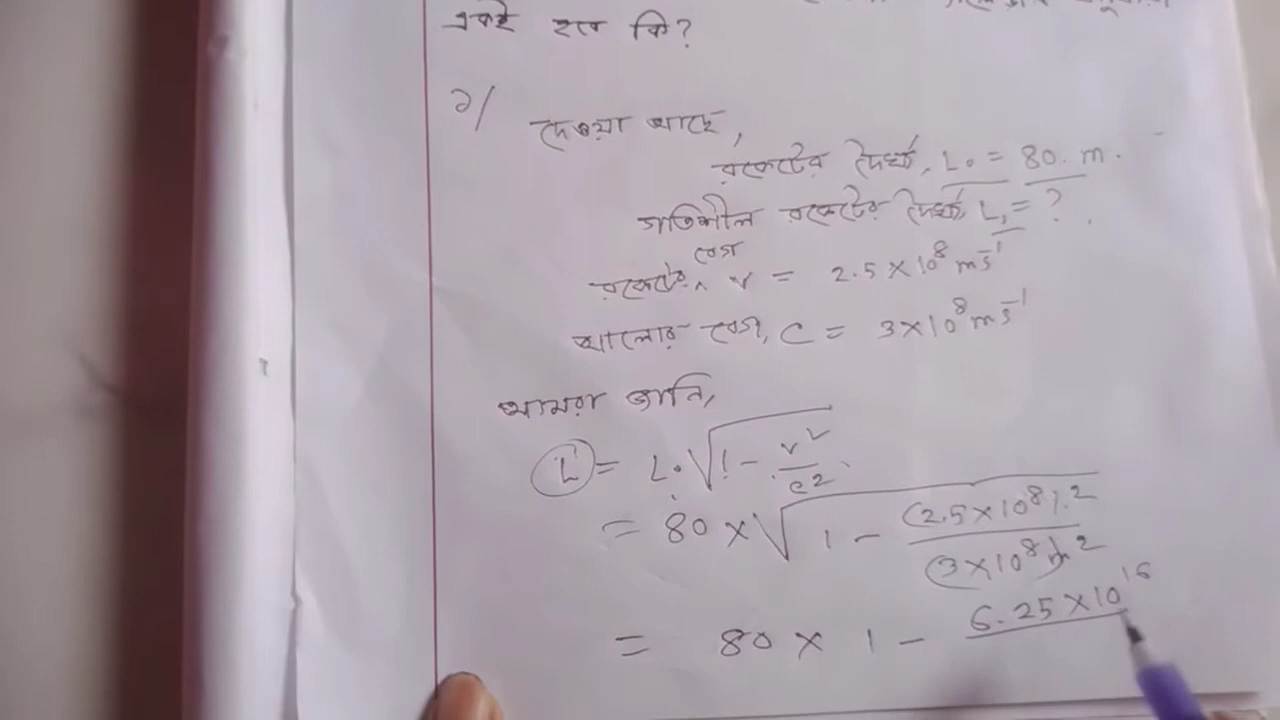 একই হবে কি?
১/
দেওয়া আছে,
রকেটের দৈর্ঘ্য, L₀ = 80. m.
গতিশীল রকেটের দৈর্ঘ্য, L, = ?
রকেটের বেগ, v = 2.5 × 10⁸ ms⁻¹
আলোর বেগ, c = 3 × 10⁸ ms⁻¹
আমরা জানি,
L = L₀ √(1 - v²/c²)
= 80 × √(1 - (2.5 × 10⁸)²/(3 × 10⁸)²)
= 80 × 1 - 6.25 × 10¹⁶